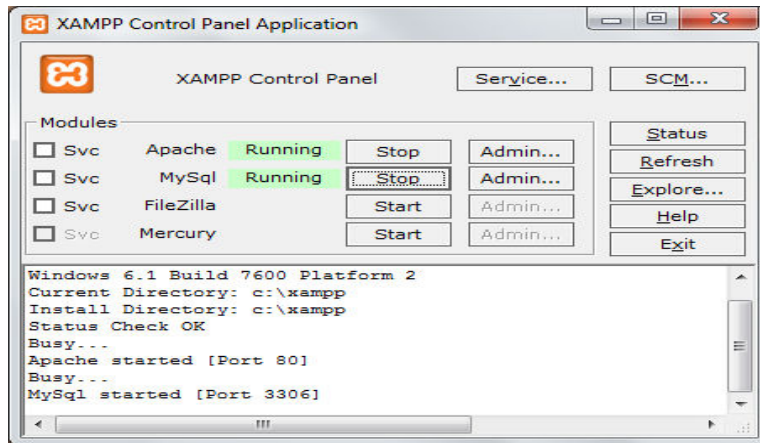 XAMPP Control Panel Application
XAMPP Control Panel Service... SCM...
Modules
Svc Apache Running Stop Admin...
Svc MySql Running Stop Admin...
Svc FileZilla Start Admin...
Svc Mercury Start Admin...
Status
Refresh
Explore...
Help
Exit
Windows 6.1 Build 7600 Platform 2
Current Directory: c:\xampp
Install Directory: c:\xampp
Status Check OK
Busy...
Apache started [Port 80]
Busy...
MySql started [Port 3306]